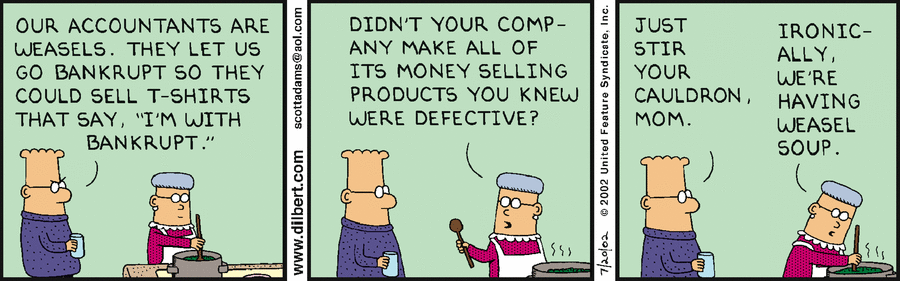 OUR ACCOUNTANTS ARE
WEASELS. THEY LET US
GO BANKRUPT SO THEY
COULD SELL T-SHIRTS
THAT SAY, "I'M WITH
BANKRUPT."
www.dilbert.com
scottadams@aol.com
DIDN'T YOUR COMP-
ANY MAKE ALL OF
ITS MONEY SELLING
PRODUCTS YOU KNEW
WERE DEFECTIVE?
7/20/02 © 2002 United Feature Syndicate, Inc.
JUST
STIR
YOUR
CAULDRON,
MOM.
IRONIC-
ALLY,
WE'RE
HAVING
WEASEL
SOUP.